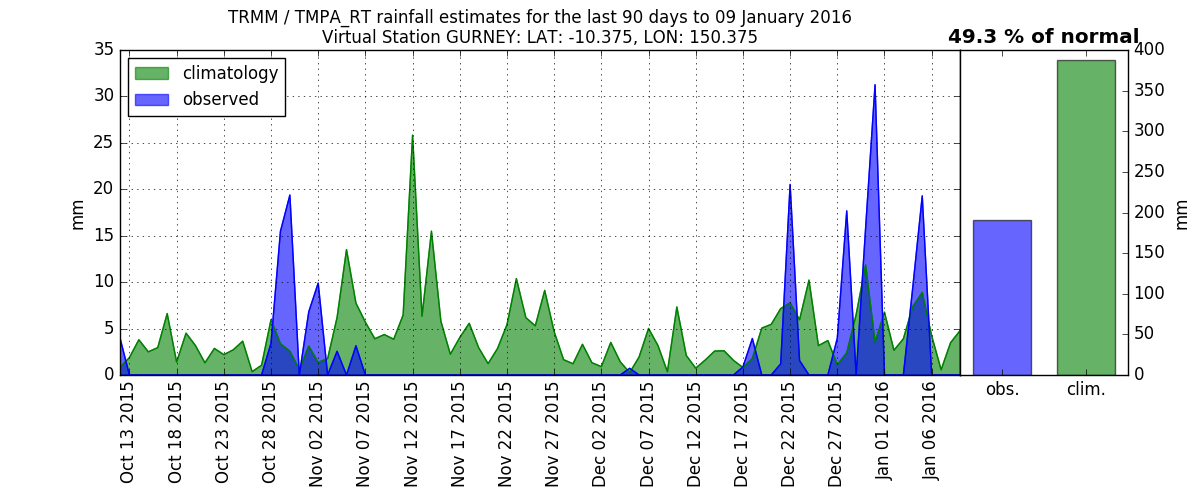 TRMM / TMPA_RT rainfall estimates for the last 90 days to 09 January 2016
Virtual Station GURNEY: LAT: -10.375, LON: 150.375
49.3 % of normal
climatology
observed
35
30
25
20
15
10
5
0
mm
Oct 13 2015
Oct 18 2015
Oct 23 2015
Oct 28 2015
Nov 02 2015
Nov 07 2015
Nov 12 2015
Nov 17 2015
Nov 22 2015
Nov 27 2015
Dec 02 2015
Dec 07 2015
Dec 12 2015
Dec 17 2015
Dec 22 2015
Dec 27 2015
Jan 01 2016
Jan 06 2016
obs.
clim.
400
350
300
250
200
150
100
50
0
mm